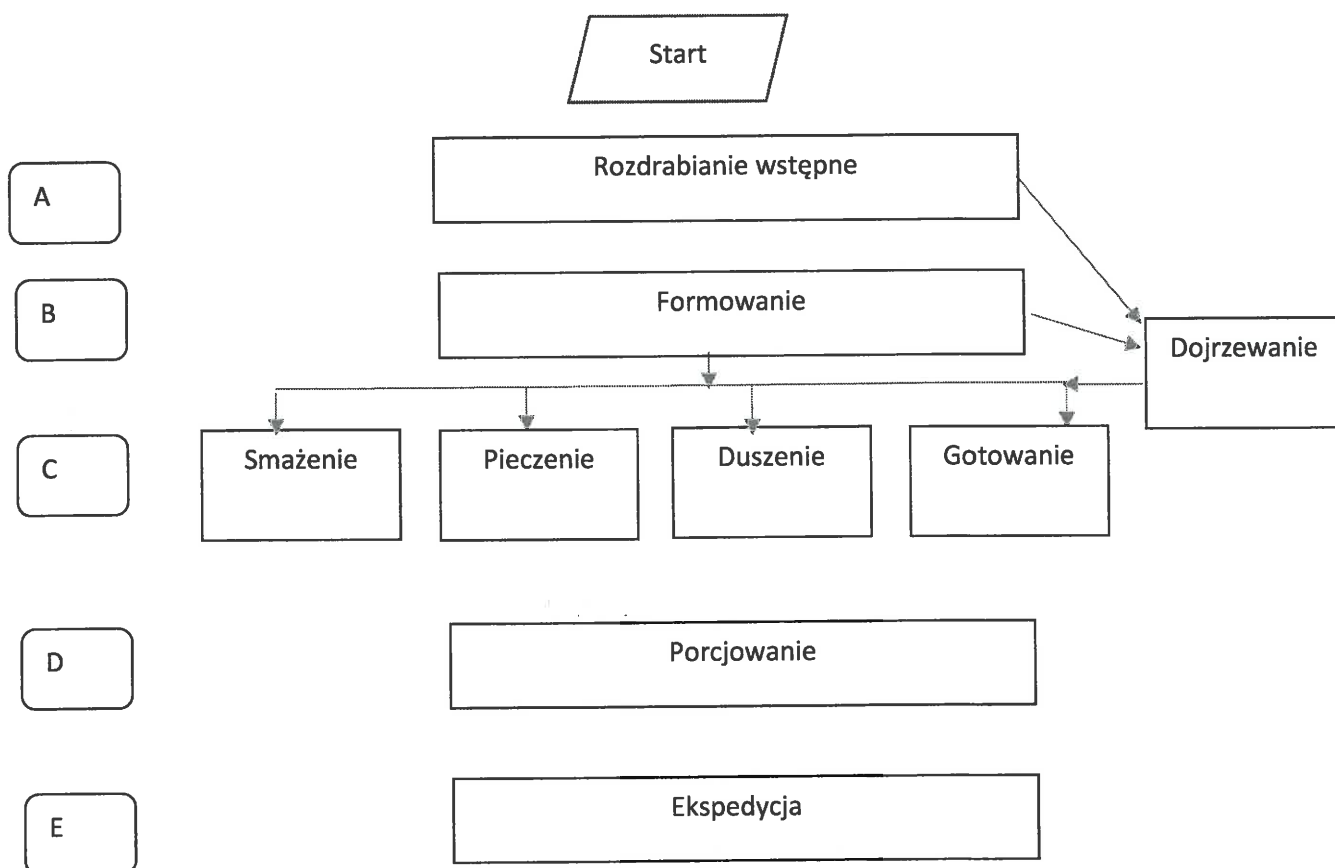 Start
Rozdrabianie wstępne
A
Formowanie
B
Dojrzewanie
Smażenie
Pieczenie
Duszenie
Gotowanie
C
Porcjowanie
D
Ekspedycja
E